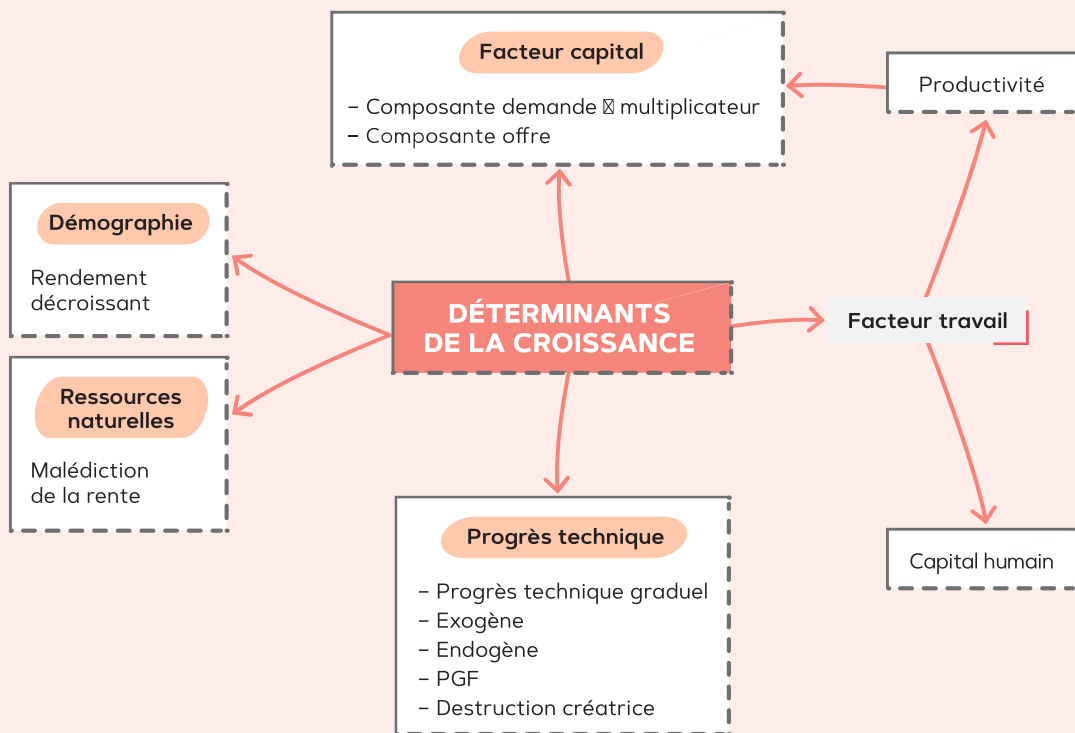 Facteur capital
– Composante demande  multiplicateur
– Composante offre
Productivité
Démographie
Rendement
décroissant
DÉTERMINANTS
DE LA CROISSANCE
Facteur travail
Ressources
naturelles
Malédiction
de la rente
Progrès technique
– Progrès technique graduel
– Exogène
– Endogène
– PGF
– Destruction créatrice
Capital humain